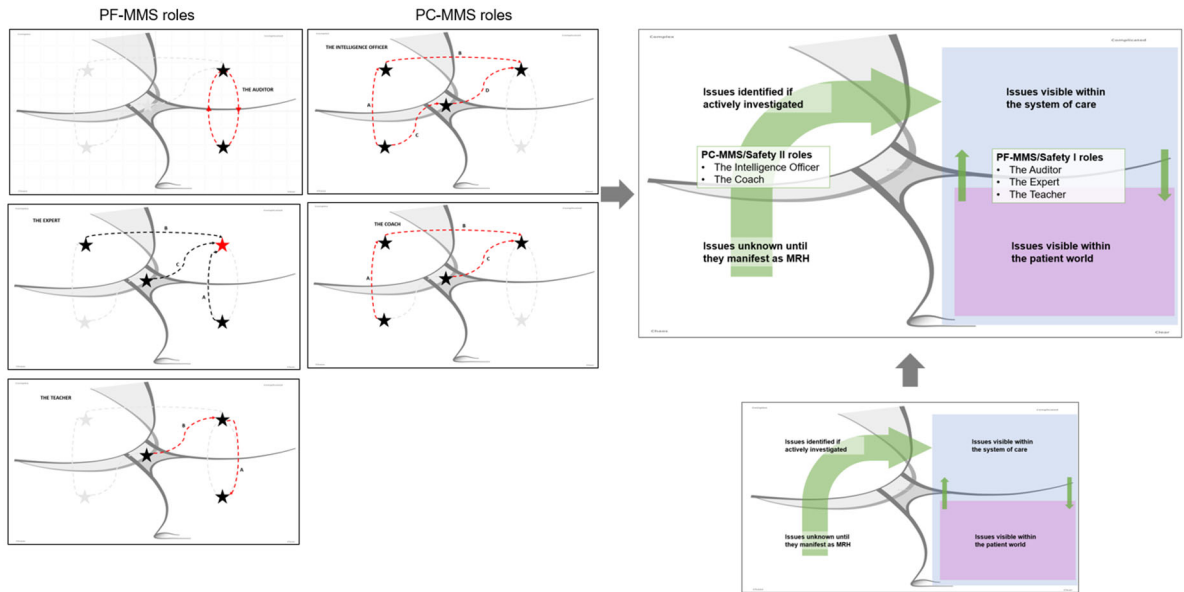 PF-MMS roles
PC-MMS roles
THE AUDITOR
THE INTELLIGENCE OFFICER
B
A
D
C
THE EXPERT
B
C
A
THE COACH
B
A
C
THE TEACHER
B
A
Issues identified if
actively investigated
Issues visible within
the system of care
PC-MMS/Safety II roles
• The Intelligence Officer
• The Coach
PF-MMS/Safety I roles
• The Auditor
• The Expert
• The Teacher
Issues unknown until
they manifest as MRH
Issues visible within
the patient world
Issues identified if
actively investigated
Issues visible within
the system of care
Issues unknown until
they manifest as MRH
Issues visible within
the patient world